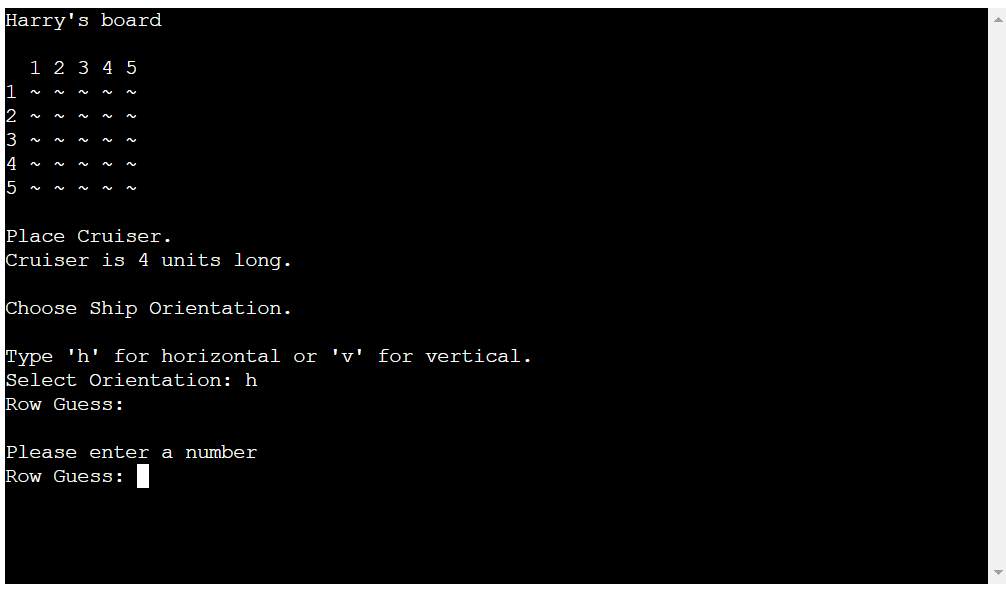 Harry's board
1 2 3 4 5
1 ~ ~ ~ ~ ~
2 ~ ~ ~ ~ ~
3 ~ ~ ~ ~ ~
4 ~ ~ ~ ~ ~
5 ~ ~ ~ ~ ~
Place Cruiser.
Cruiser is 4 units long.
Choose Ship Orientation.
Type 'h' for horizontal or 'v' for vertical.
Select Orientation: h
Row Guess:
Please enter a number
Row Guess: